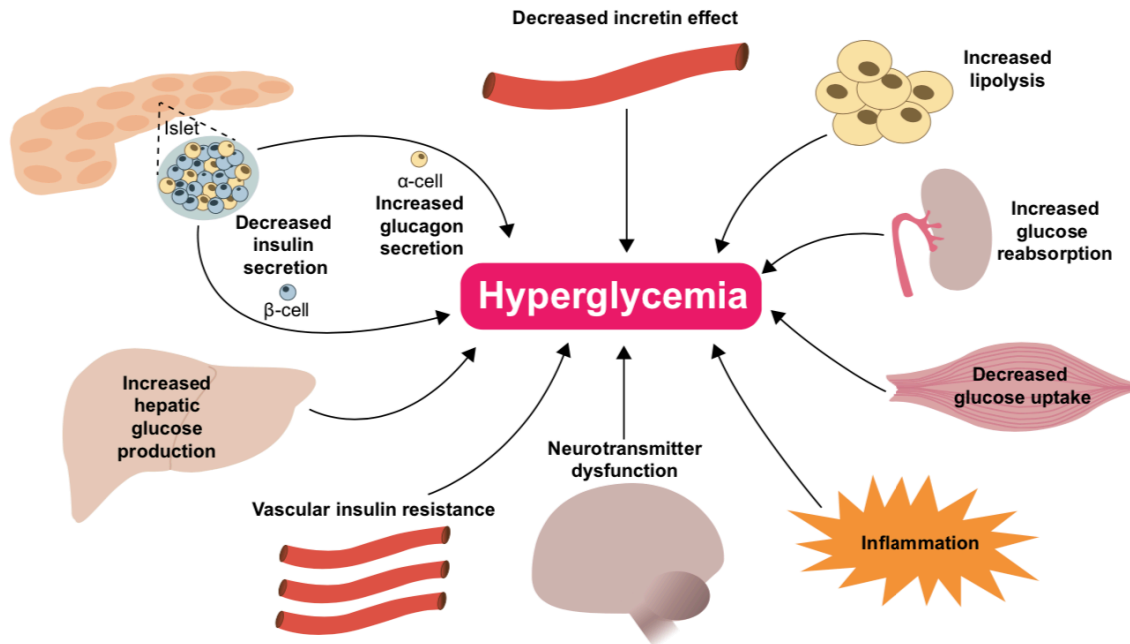 Decreased incretin effect
Increased
lipolysis
Islet
α-cell
Increased
glucagon
secretion
Decreased
insulin
secretion
β-cell
Increased
glucose
reabsorption
Hyperglycemia
Increased
hepatic
glucose
production
Decreased
glucose uptake
Neurotransmitter
dysfunction
Vascular insulin resistance
Inflammation